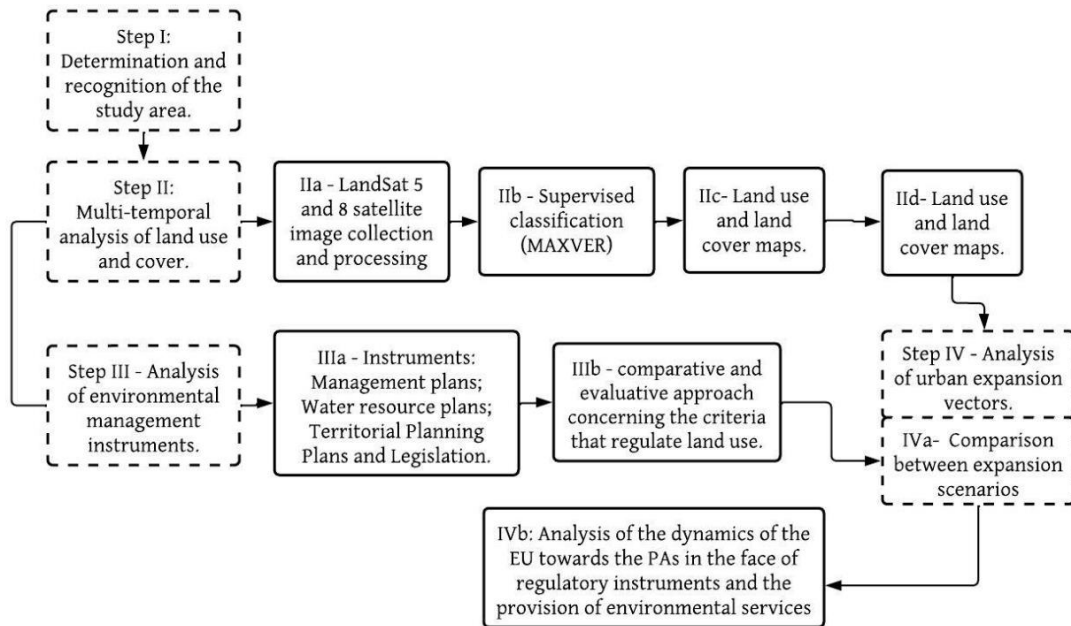 Step I:
Determination and
recognition of the
study area.
Step II:
Multi-temporal
analysis of land use
and cover.
IIa - LandSat 5
and 8 satellite
image collection
and processing
IIb - Supervised
classification
(MAXVER)
IIc- Land use
and land
cover maps.
IId- Land use
and land
cover maps.
Step III - Analysis
of environmental
management
instruments.
IIIa - Instruments:
Management plans;
Water resource plans;
Territorial Planning
Plans and Legislation.
IIIb - comparative and
evaluative approach
concerning the criteria
that regulate land use.
Step IV - Analysis
of urban expansion
vectors.
IVa- Comparison
between expansion
scenarios
IVb: Analysis of the dynamics of the
EU towards the PAs in the face of
regulatory instruments and the
provision of environmental services